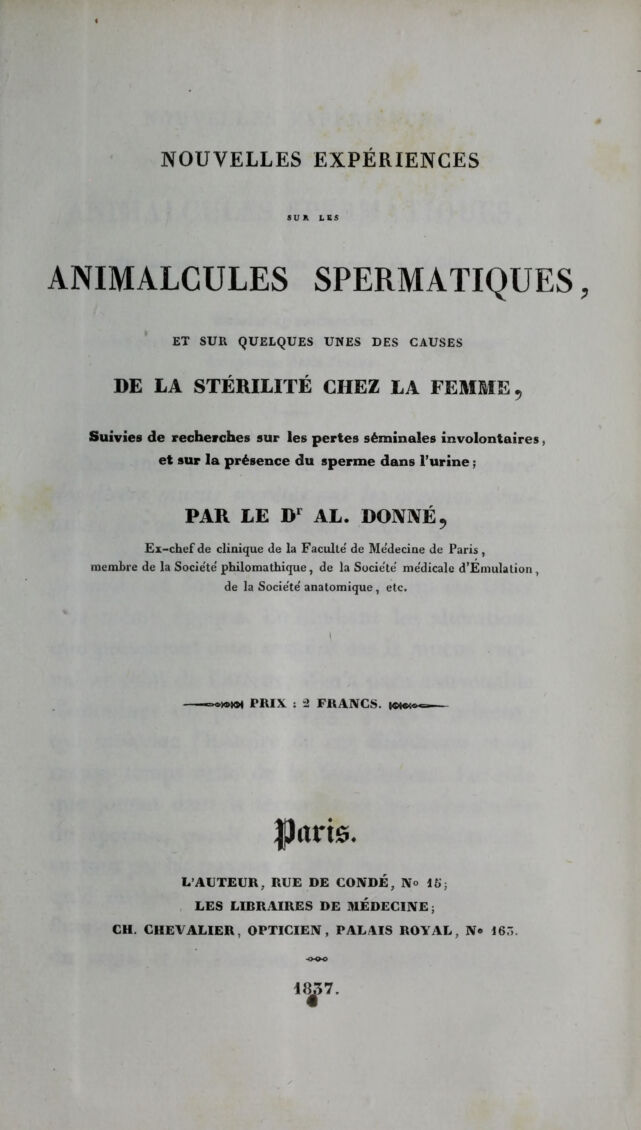 NOUVELLES EXPÉRIENCES
SUR LES
ANIMALCULES SPERMATIQUES,
ET SUR QUELQUES UNES DES CAUSES
DE LA STÉRILITÉ CHEZ LA FEMME,
Suivies de recherches sur les pertes séminales involontaires,
et sur la présence du sperme dans l'urine;
PAR LE Dr AL. DONNÉ,
Ex-chef de clinique de la Faculté de Médecine de Paris,
membre de la Société philomathique, de la Société médicale d'Émulation,
de la Société anatomique, etc.
PRIX : 2 FRANCS.
Paris.
L'AUTEUR, RUE DE CONDÉ, No 15;
LES LIBRAIRES DE MÉDECINE;
CH. CHEVALIER, OPTICIEN, PALAIS ROYAL, No 163.
1837.